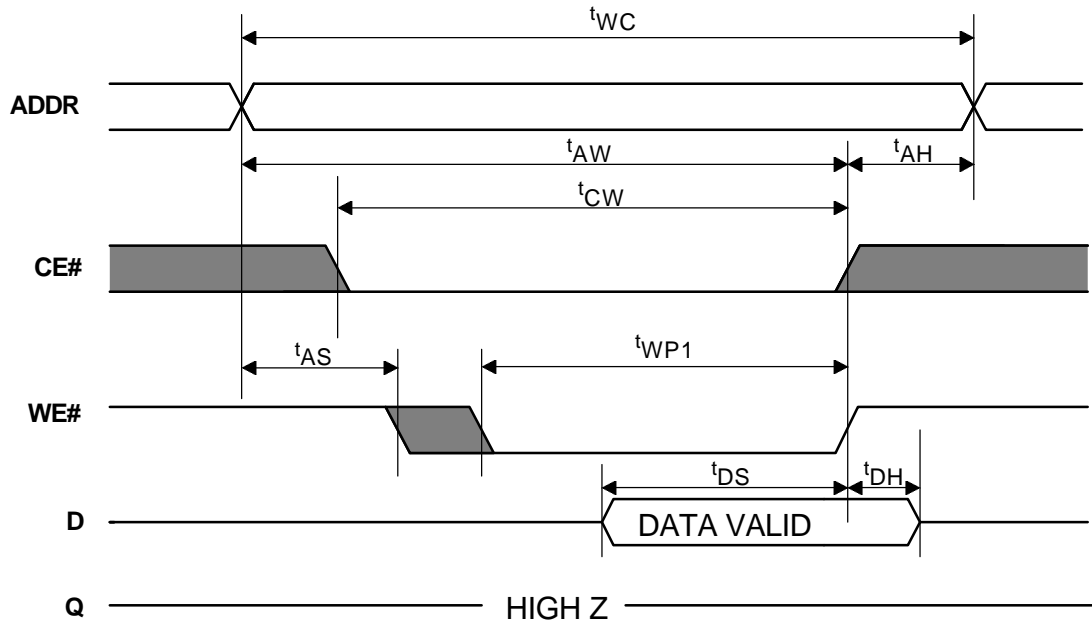 tWC
ADDR
tAW
tAH
tCW
CE#
tAS
tWP1
WE#
tDS
tDH
D
DATA VALID
Q
HIGH Z